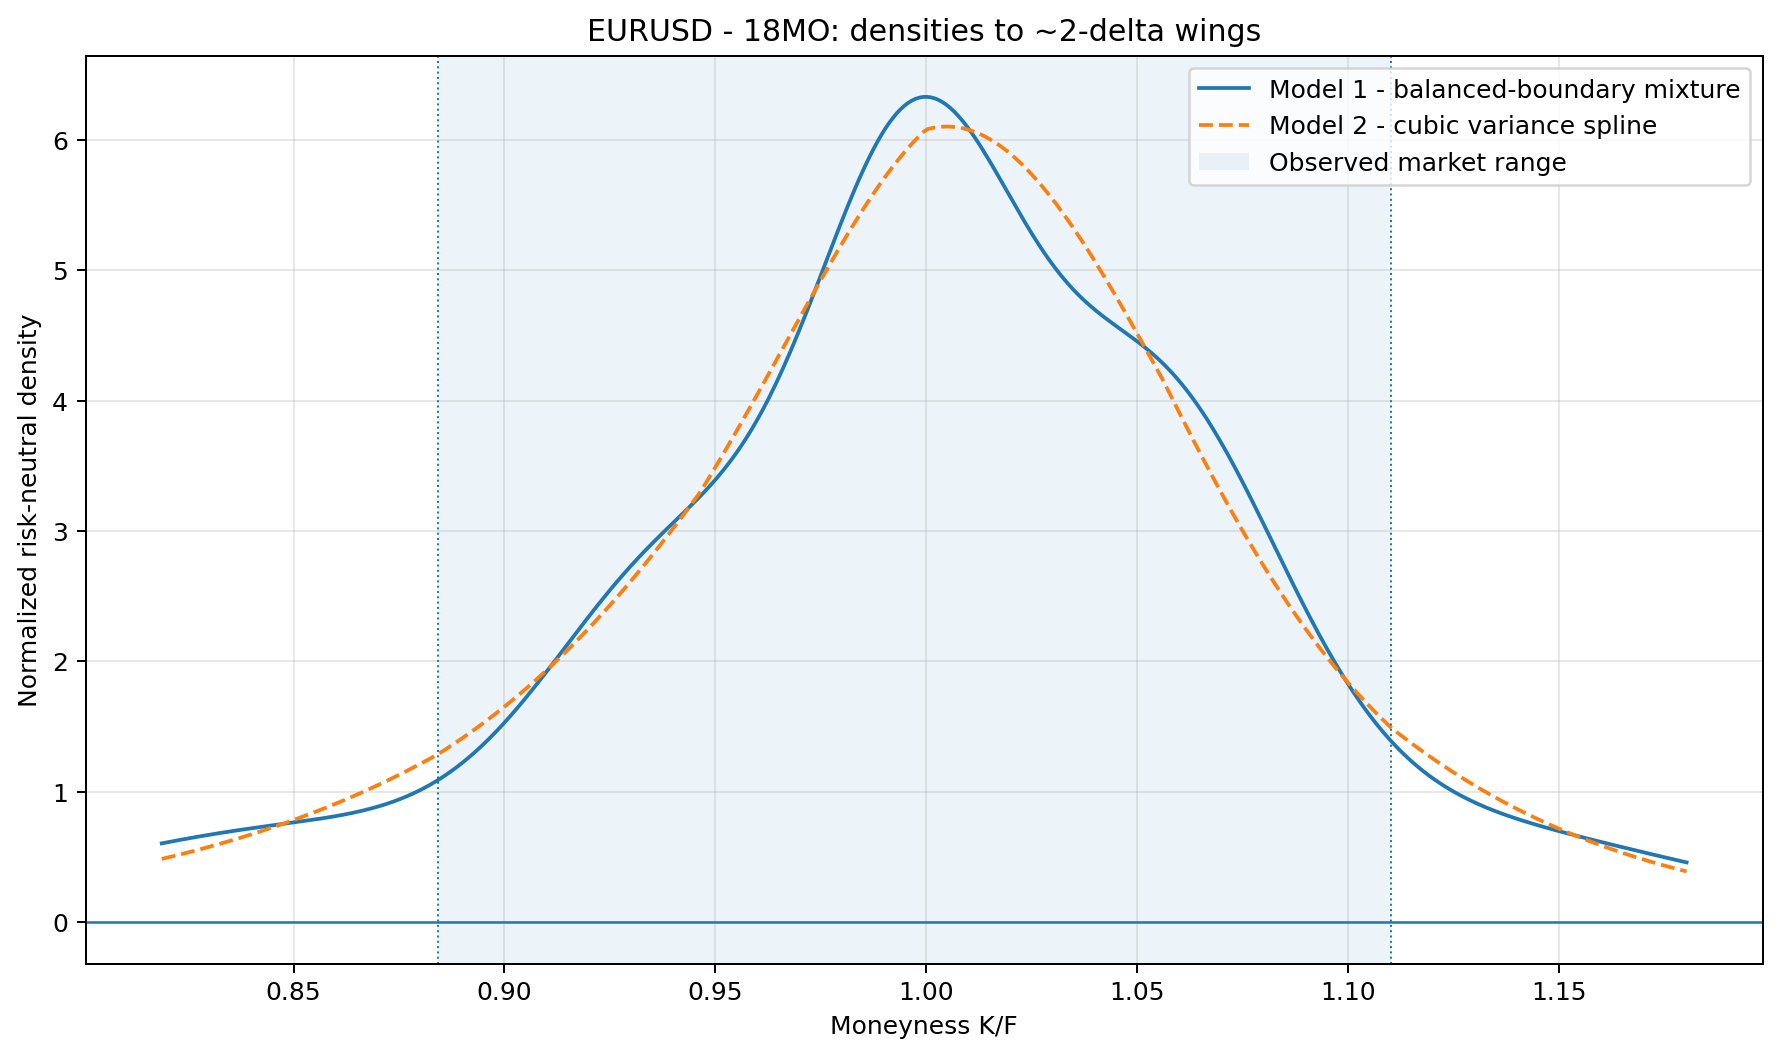 EURUSD - 18MO: densities to ~2-delta wings
Model 1 - balanced-boundary mixture
Model 2 - cubic variance spline
Observed market range
Normalized risk-neutral density
6
5
4
3
2
1
0
0.85 0.90 0.95 1.00 1.05 1.10 1.15
Moneyness K/F